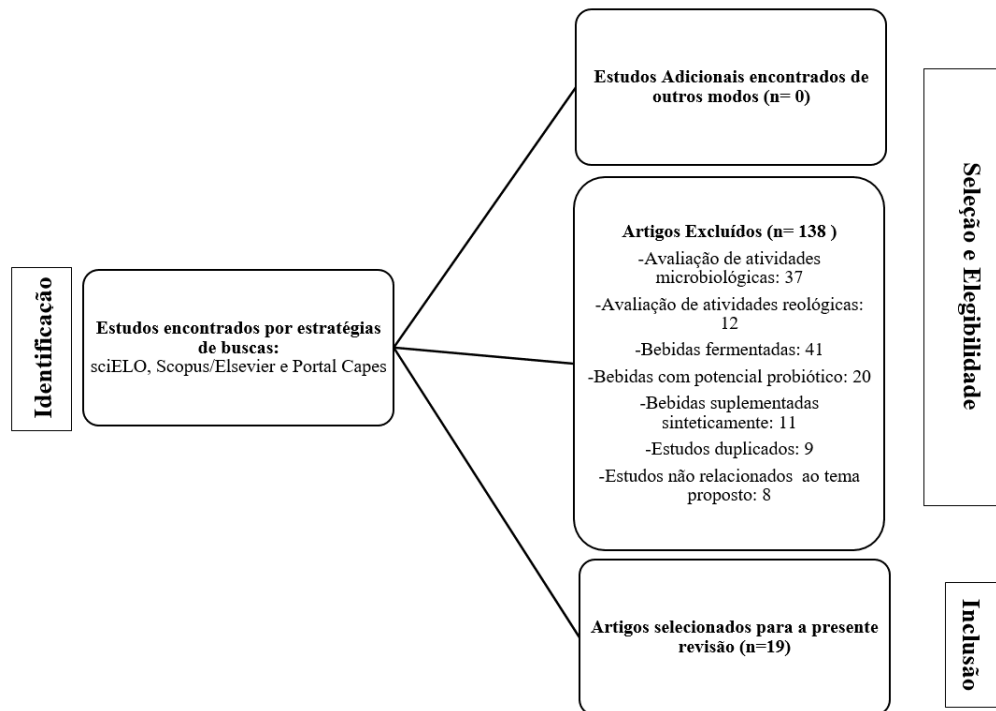 Identificação
Estudos encontrados por estratégias
de buscas:
sciELO, Scopus/Elsevier e Portal Capes
Estudos Adicionais encontrados de
outros modos (n= 0)
Artigos Excluídos (n= 138 )
-Avaliação de atividades
microbiológicas: 37
-Avaliação de atividades reológicas:
12
-Bebidas fermentadas: 41
-Bebidas com potencial probiótico: 20
-Bebidas suplementadas
sinteticamente: 11
-Estudos duplicados: 9
-Estudos não relacionados ao tema
proposto: 8
Seleção e Elegibilidade
Artigos selecionados para a presente
revisão (n=19)
Inclusão